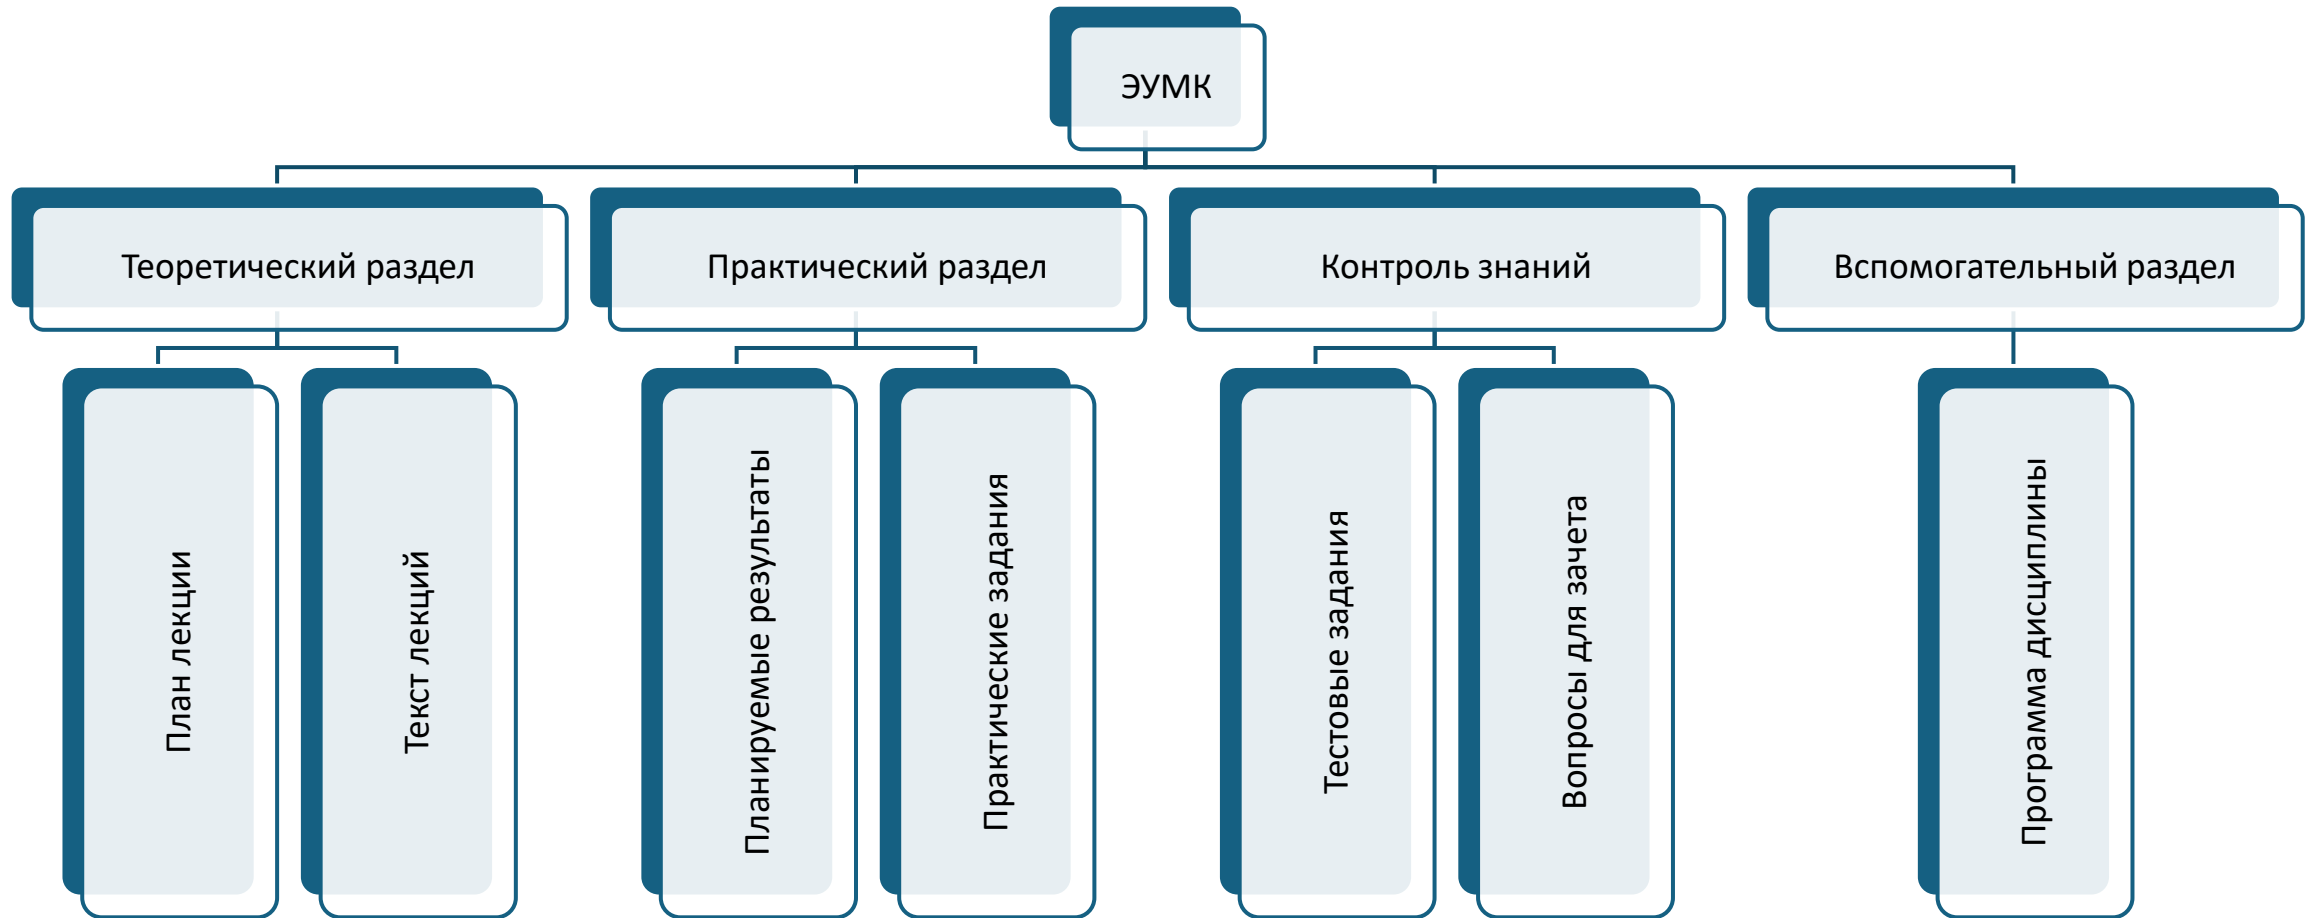 ЭУМК
Теоретический раздел
Практический раздел
Контроль знаний
Вспомогательный раздел
План лекции
Текст лекций
Планируемые результаты
Практические задания
Тестовые задания
Вопросы для зачета
Программа дисциплины